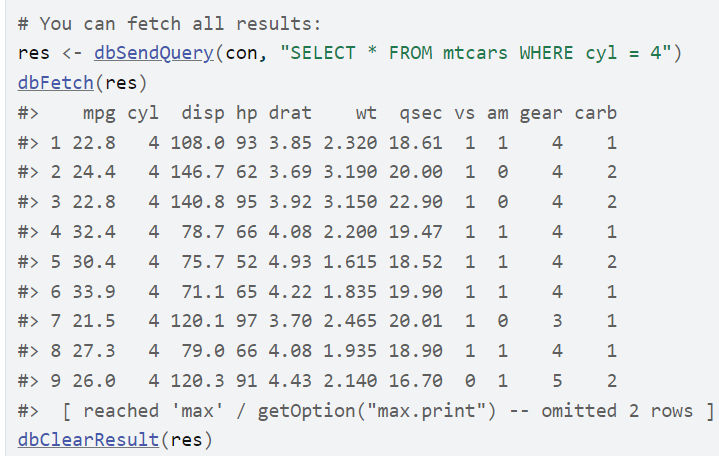 # You can fetch all results:
res <- dbSendQuery(con, "SELECT * FROM mtcars WHERE cyl = 4")
dbFetch(res)
#>    mpg cyl  disp hp drat    wt  qsec vs am gear carb
#> 1 22.8   4 108.0 93 3.85 2.320 18.61  1  1    4    1
#> 2 24.4   4 146.7 62 3.69 3.190 20.00  1  0    4    2
#> 3 22.8   4 140.8 95 3.92 3.150 22.90  1  0    4    2
#> 4 32.4   4  78.7 66 4.08 2.200 19.47  1  1    4    1
#> 5 30.4   4  75.7 52 4.93 1.615 18.52  1  1    4    2
#> 6 33.9   4  71.1 65 4.22 1.835 19.90  1  1    4    1
#> 7 21.5   4 120.1 97 3.70 2.465 20.01  1  0    3    1
#> 8 27.3   4  79.0 66 4.08 1.935 18.90  1  1    4    1
#> 9 26.0   4 120.3 91 4.43 2.140 16.70  0  1    5    2
#>  [ reached 'max' / getOption("max.print") -- omitted 2 rows ]
dbClearResult(res)